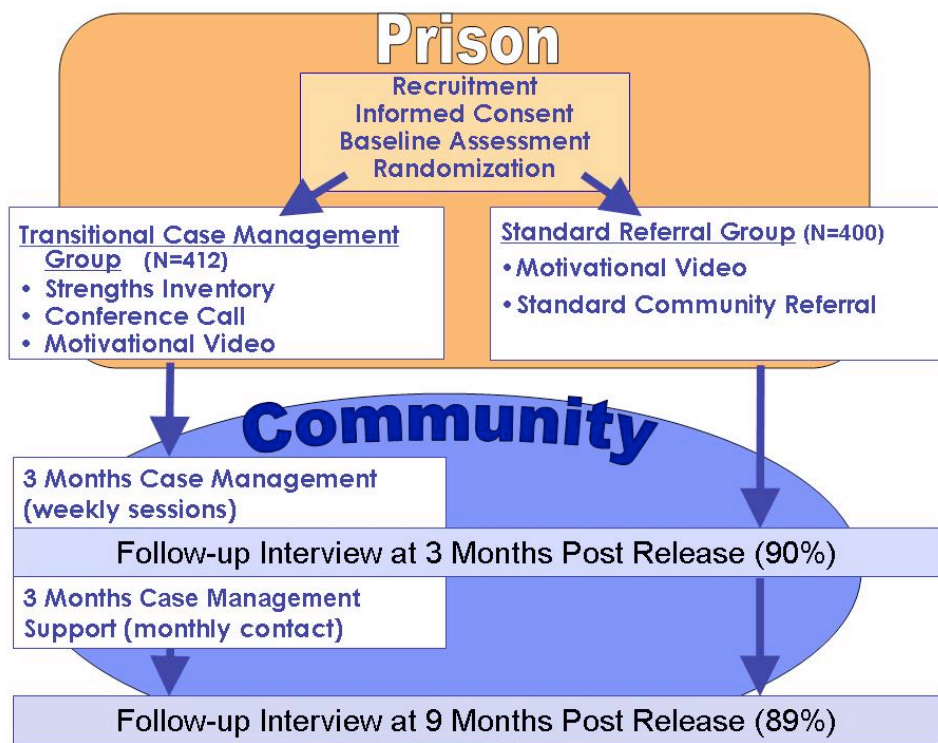 Prison
Recruitment
Informed Consent
Baseline Assessment
Randomization
Transitional Case Management
Group (N=412)
• Strengths Inventory
• Conference Call
• Motivational Video
Standard Referral Group (N=400)
• Motivational Video
• Standard Community Referral
Community
3 Months Case Management
(weekly sessions)
Follow-up Interview at 3 Months Post Release (90%)
3 Months Case Management
Support (monthly contact)
Follow-up Interview at 9 Months Post Release (89%)